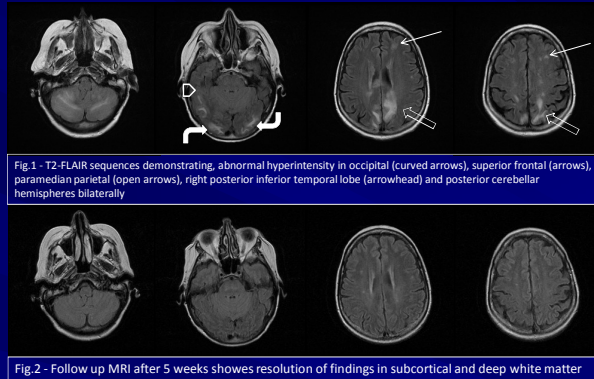 Fig.1 - T2-FLAIR sequences demonstrating, abnormal hyperintensity in occipital (curved arrows), superior frontal (arrows),
paramedian parietal (open arrows), right posterior inferior temporal lobe (arrowhead) and posterior cerebellar
hemispheres bilaterally
Fig.2 - Follow up MRI after 5 weeks showes resolution of findings in subcortical and deep white matter